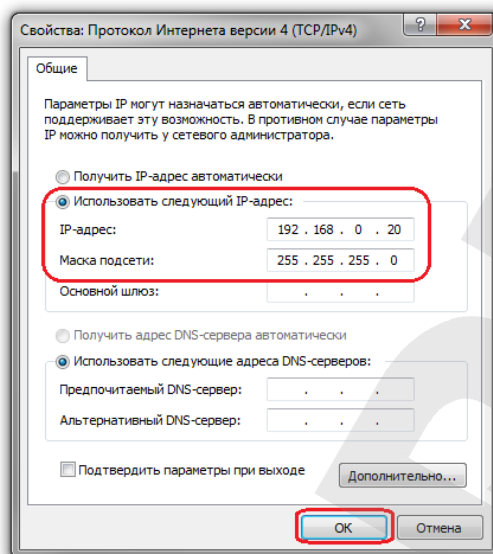 Свойства: Протокол Интернета версии 4 (TCP/IPv4)
?
Общие
Параметры IP могут назначаться автоматически, если сеть
поддерживает эту возможность. В противном случае параметры
IP можно получить у сетевого администратора.
Получить IP-адрес автоматически
Использовать следующий IP-адрес:
IP-адрес: 192 . 168 . 0 . 20
Маска подсети: 255 . 255 . 255 . 0
Основной шлюз: . . .
Получить адрес DNS-сервера автоматически
Использовать следующие адреса DNS-серверов:
Предпочитаемый DNS-сервер: . . .
Альтернативный DNS-сервер: . . .
Подтвердить параметры при выходе
Дополнительно...
ОК Отмена